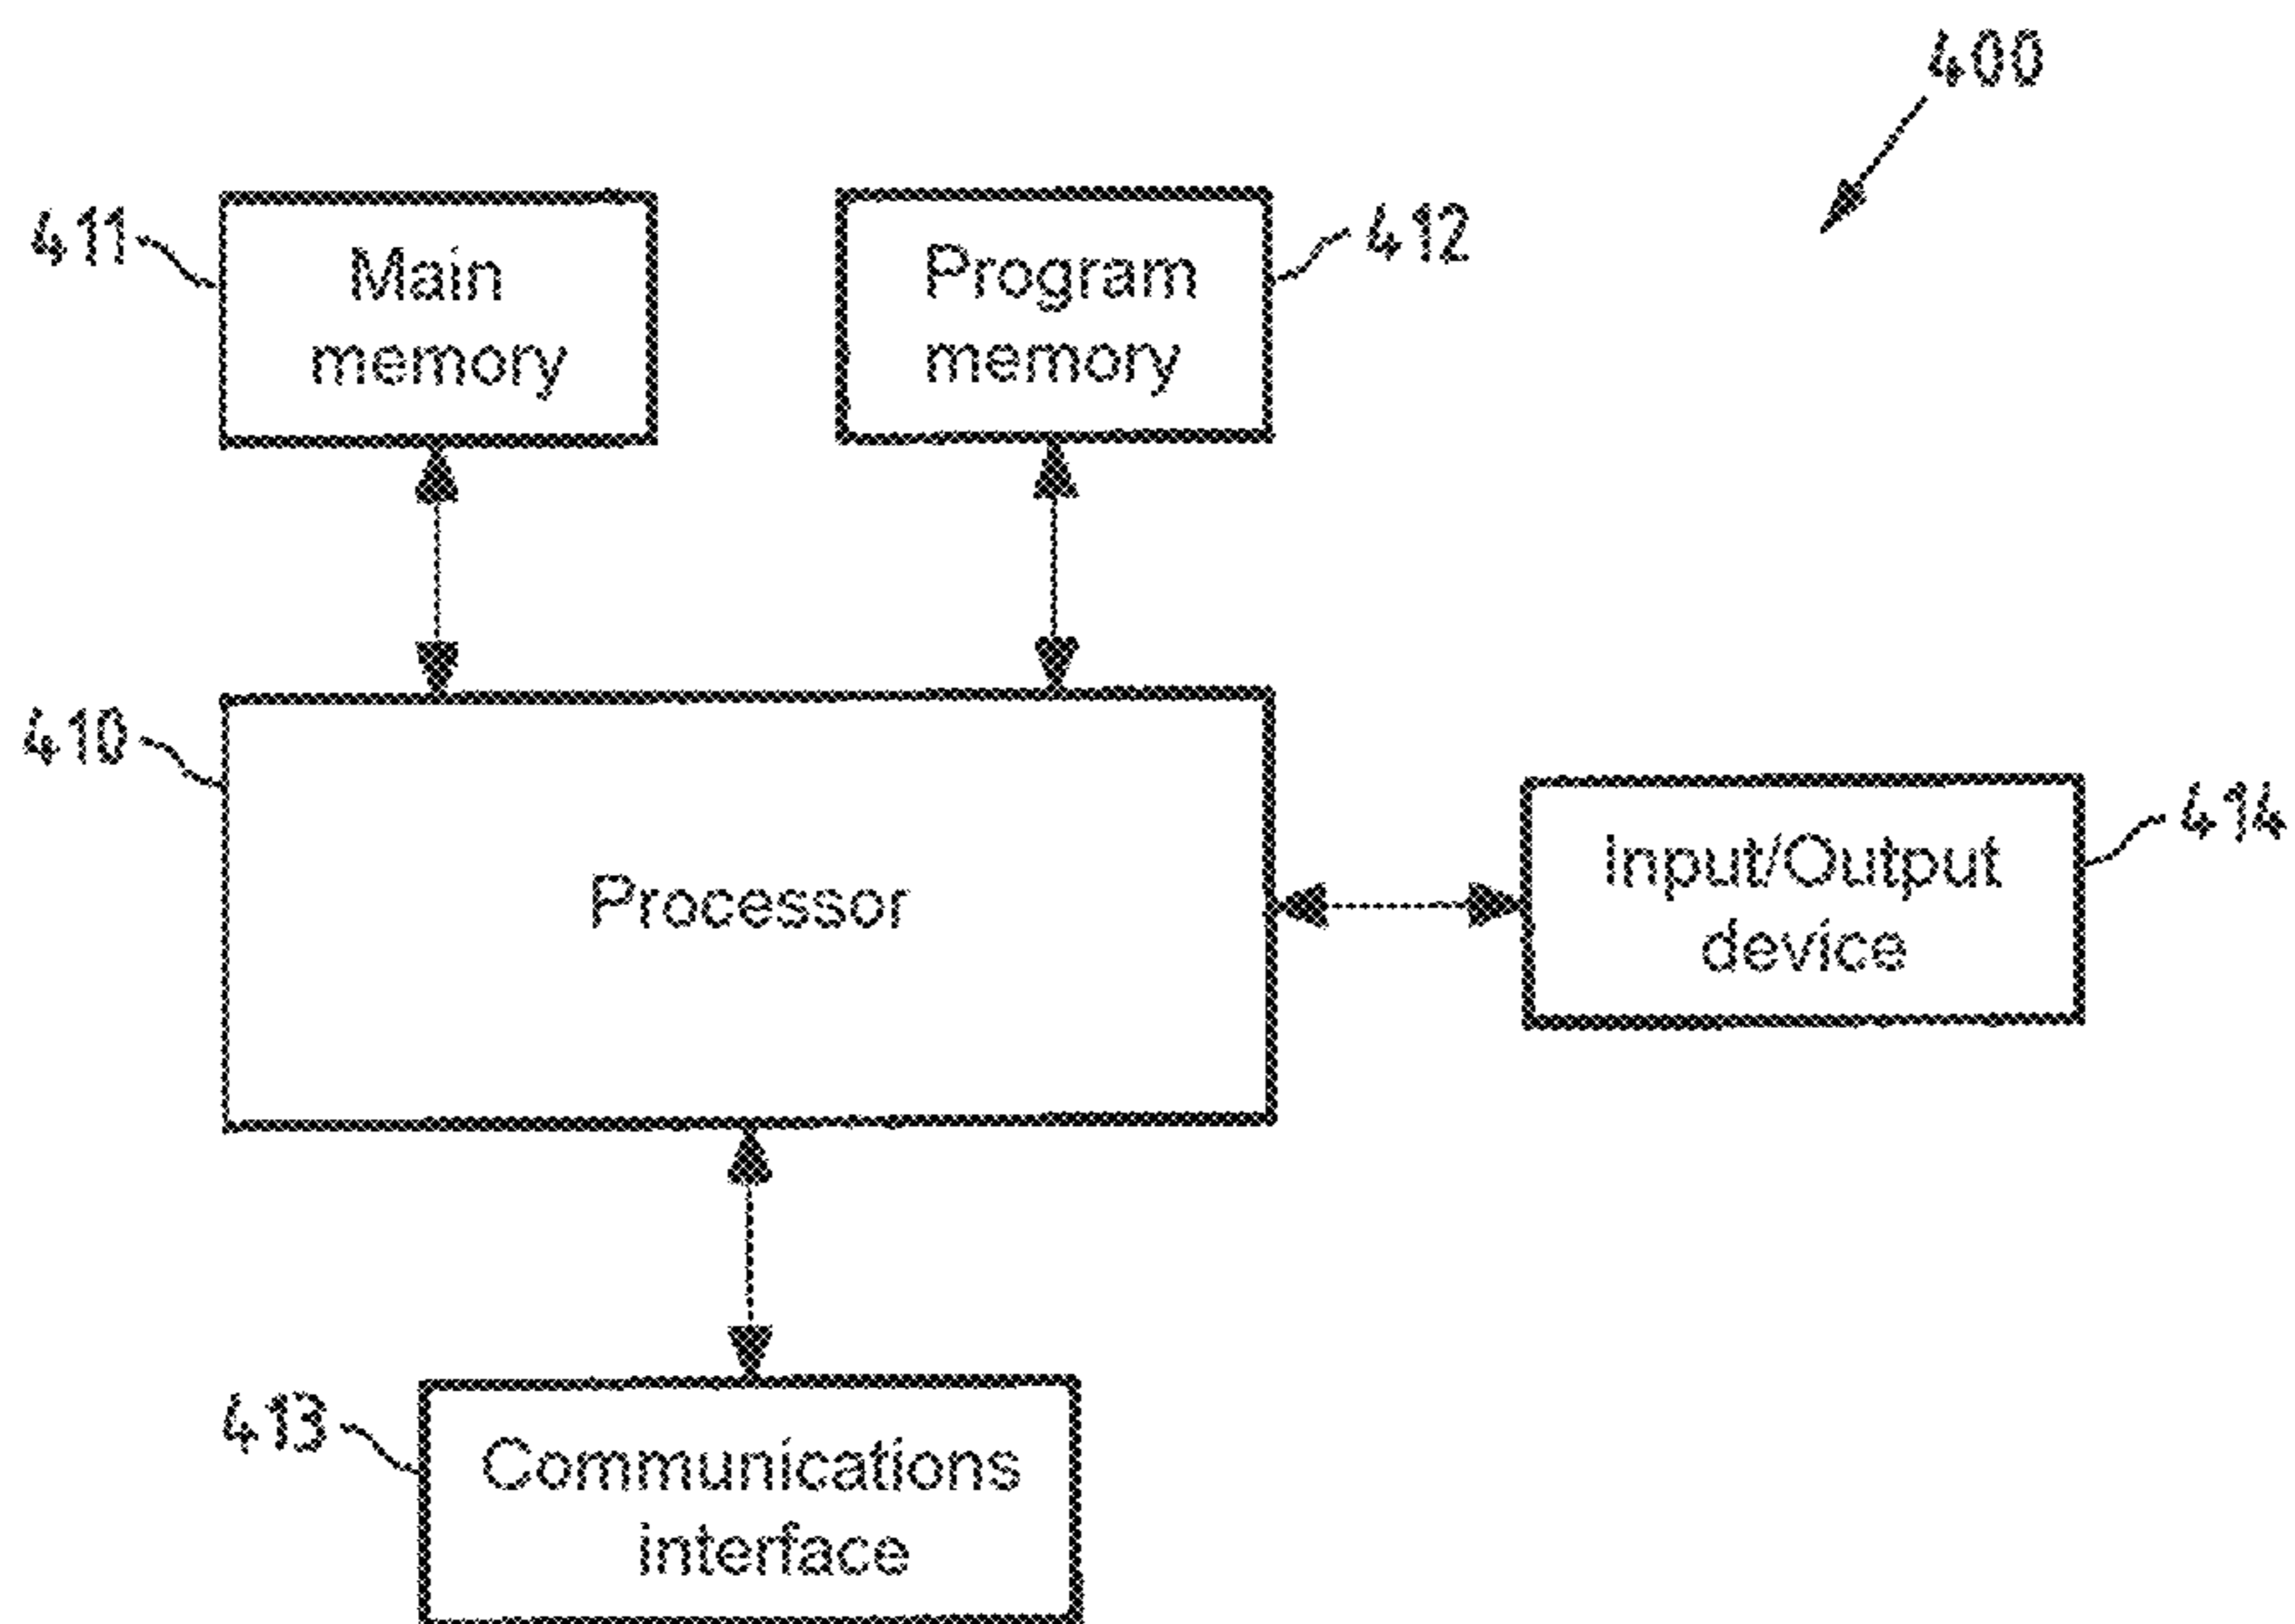 400
411
Main
memory
412
Program
memory
410
Processor
414
Input/Output
device
413
Communications
interface